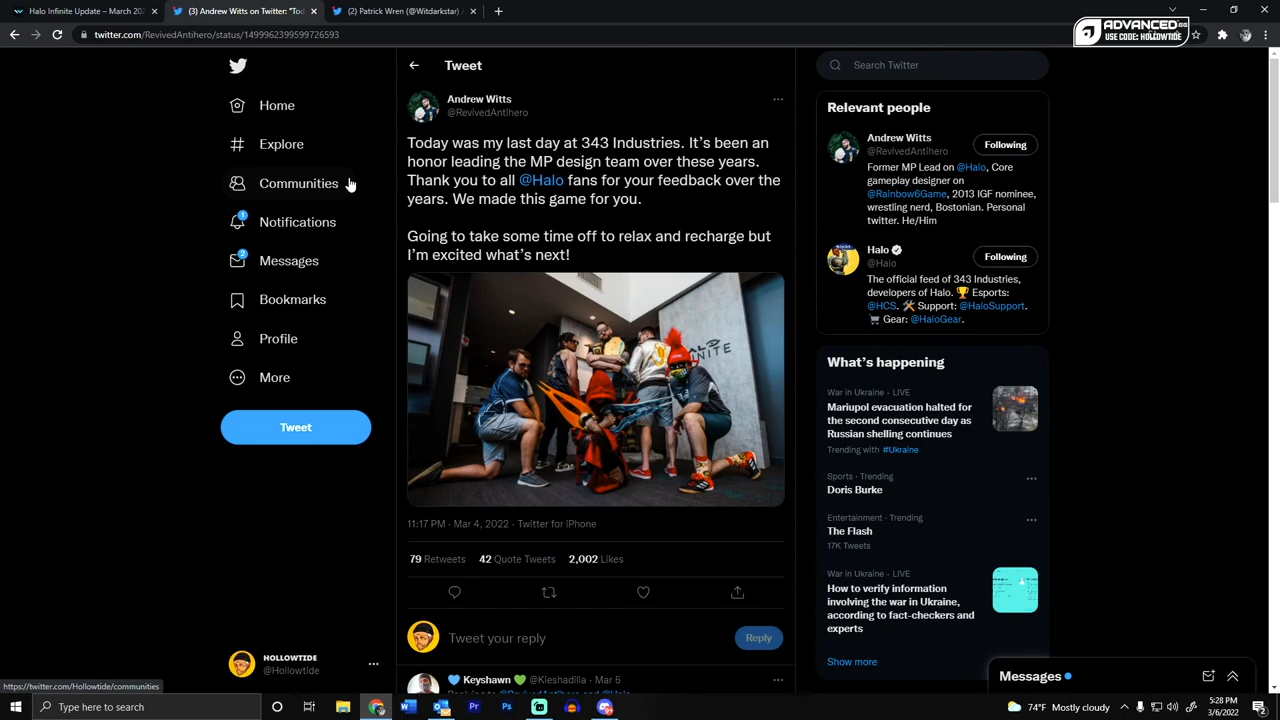 Halo Infinite Update – March 202
(3) Andrew Witts on Twitter: "Tod
(2) Patrick Wren (@Witdarkstar) /
twitter.com/RevivedAntihero/status/1499962399599726593
ADVANCED.GG
USE CODE: HOLLOWTIDE
Home
Explore
Communities
Notifications
1
Messages
2
Bookmarks
Profile
More
Tweet
HOLLOWTIDE
@Hollowtide
Tweet
Andrew Witts
@RevivedAntihero
Today was my last day at 343 Industries. It's been an
honor leading the MP design team over these years.
Thank you to all @Halo fans for your feedback over the
years. We made this game for you.
Going to take some time off to relax and recharge but
I'm excited what's next!
HALO
INFINITE
11:17 PM · Mar 4, 2022 · Twitter for iPhone
79 Retweets 42 Quote Tweets 2,002 Likes
Tweet your reply
Reply
Keyshawn
@Kieshadilla · Mar 5
Replying to @RevivedAntihero and @Halo
Search Twitter
Relevant people
Andrew Witts
@RevivedAntihero
Following
Former MP Lead on @Halo, Core
gameplay designer on
@Rainbow6Game, 2013 IGF nominee,
wrestling nerd, Bostonian. Personal
twitter. He/Him
Halo
@Halo
Following
The official feed of 343 Industries,
developers of Halo. Esports:
@HCS. Support: @HaloSupport.
Gear: @HaloGear.
What's happening
War in Ukraine · LIVE
Mariupol evacuation halted for
the second consecutive day as
Russian shelling continues
Trending with #Ukraine
Sports · Trending
Doris Burke
Entertainment · Trending
The Flash
17K Tweets
War in Ukraine · LIVE
How to verify information
involving the war in Ukraine,
according to fact-checkers and
experts
Show more
Messages
https://twitter.com/Hollowtide/communities
Type here to search
74°F Mostly cloudy
5:28 PM
3/6/2022